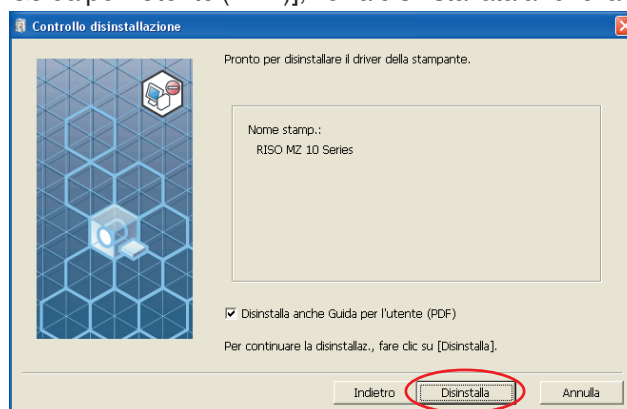 Controllo disinstallazione
Pronto per disinstallare il driver della stampante.
Nome stamp.:
RISO MZ 10 Series
Disinstalla anche Guida per l'utente (PDF)
Per continuare la disinstallaz., fare clic su [Disinstalla].
Indietro Disinstalla Annulla